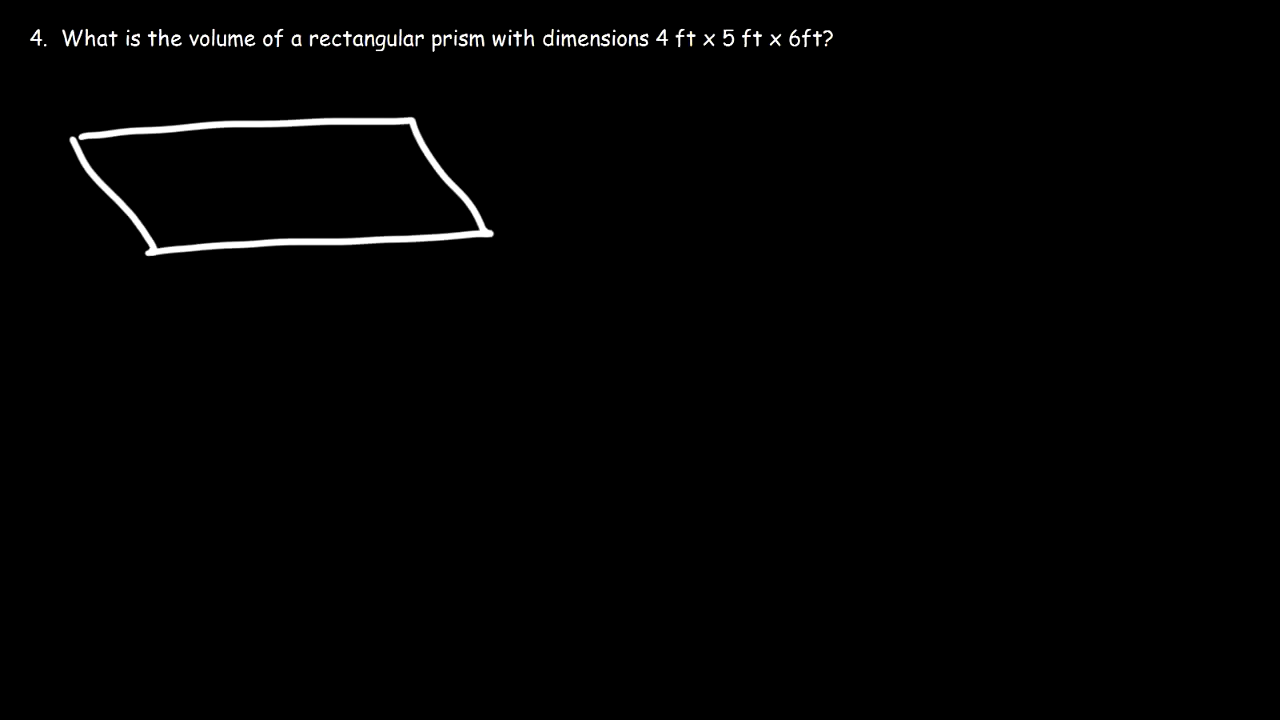 4. What is the volume of a rectangular prism with dimensions 4 ft x 5 ft x 6ft?